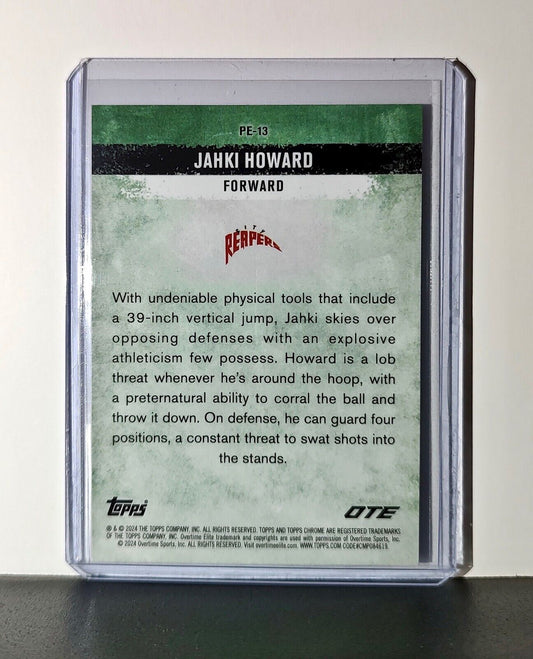 PE-13
JAHKI HOWARD
FORWARD
CITY
REAPERS
With undeniable physical tools that include
a 39-inch vertical jump, Jahki skies over
opposing defenses with an explosive
athleticism few possess. Howard is a lob
threat whenever he's around the hoop, with
a preternatural ability to corral the ball and
throw it down. On defense, he can guard four
positions, a constant threat to swat shots into
the stands.
Topps OTE
® & © 2024 THE TOPPS COMPANY, INC. ALL RIGHTS RESERVED. TOPPS AND TOPPS CHROME ARE REGISTERED TRADEMARKS
OF THE TOPPS COMPANY, INC. Overtime Elite trademark and copyrights are used with permission of Overtime Sports, Inc.
© 2024 Overtime Sports, Inc. ALL RIGHTS RESERVED. Visit overtimeelite.com. WWW.TOPPS.COM CODE#CMP084619.